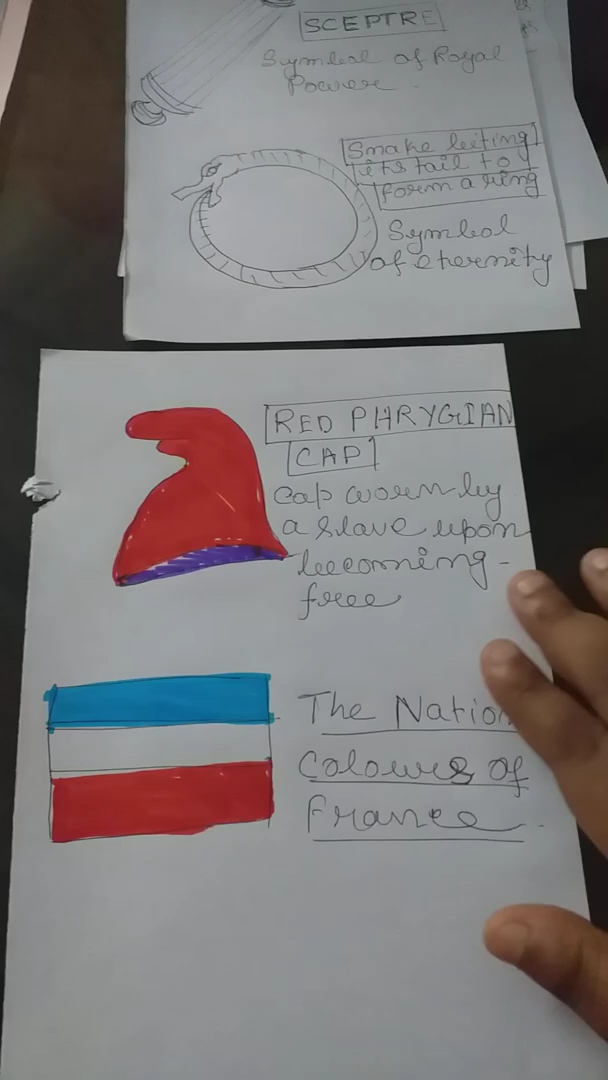 SCEPTRE
Symbol of Royal
Power.
Snake biting
its tail to
form a ring
Symbol
of eternity
RED PHRYGIAN
CAP
cap worn by
a slave upon
becoming-
free
The Natio
Colours of
France.